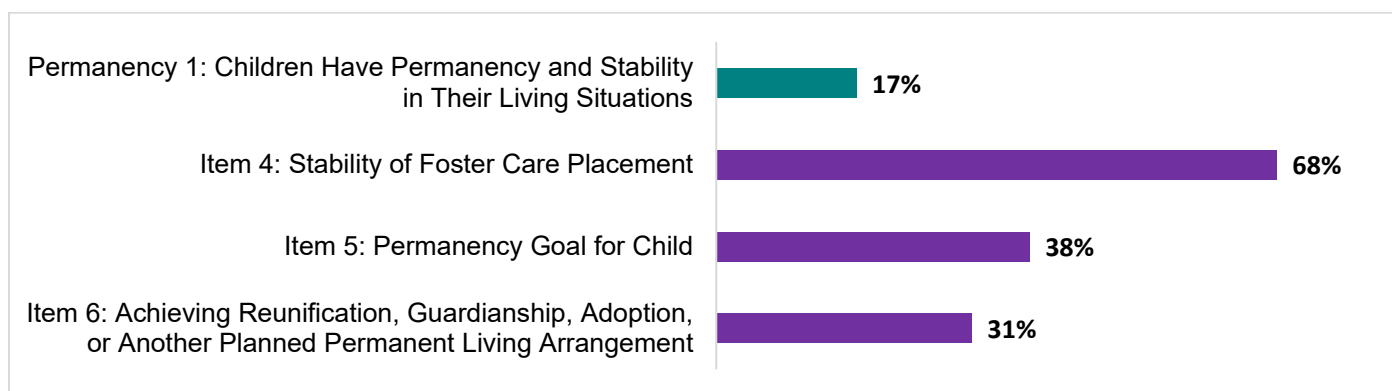 Permanency 1: Children Have Permanency and Stability
in Their Living Situations
17%
Item 4: Stability of Foster Care Placement
68%
Item 5: Permanency Goal for Child
38%
Item 6: Achieving Reunification, Guardianship, Adoption,
or Another Planned Permanent Living Arrangement
31%